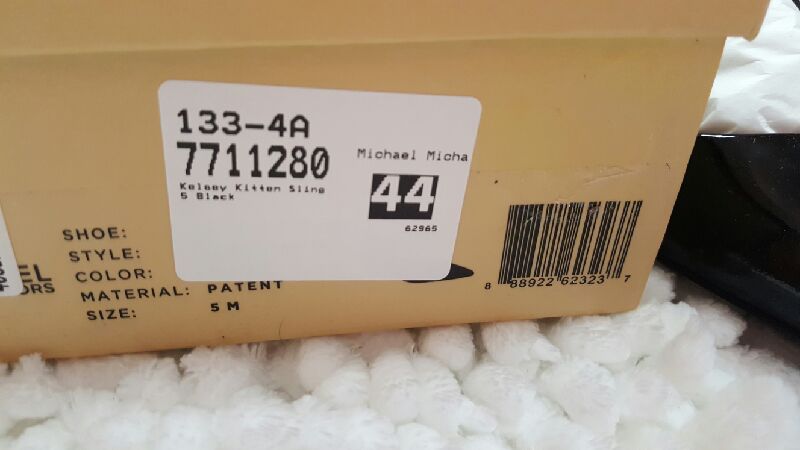 133-4A
7711280
Kelsey Kitten Sling
5 Black
Michael Micha
44
62965
SHOE:
STYLE:
COLOR:
MATERIAL: PATENT
SIZE: 5 M
EL
ORS
8 88922 62323 7